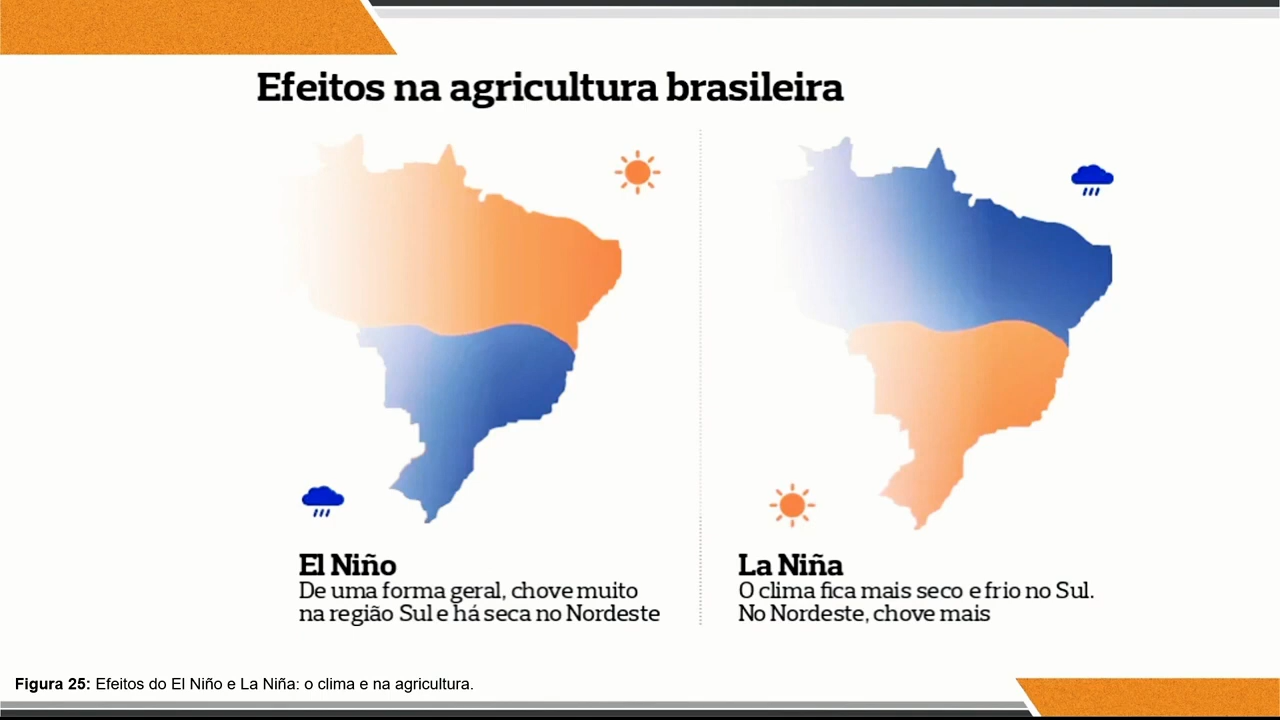 Efeitos na agricultura brasileira
El Niño
De uma forma geral, chove muito
na região Sul e há seca no Nordeste
La Niña
O clima fica mais seco e frio no Sul.
No Nordeste, chove mais
Figura 25: Efeitos do El Niño e La Niña: o clima e na agricultura.